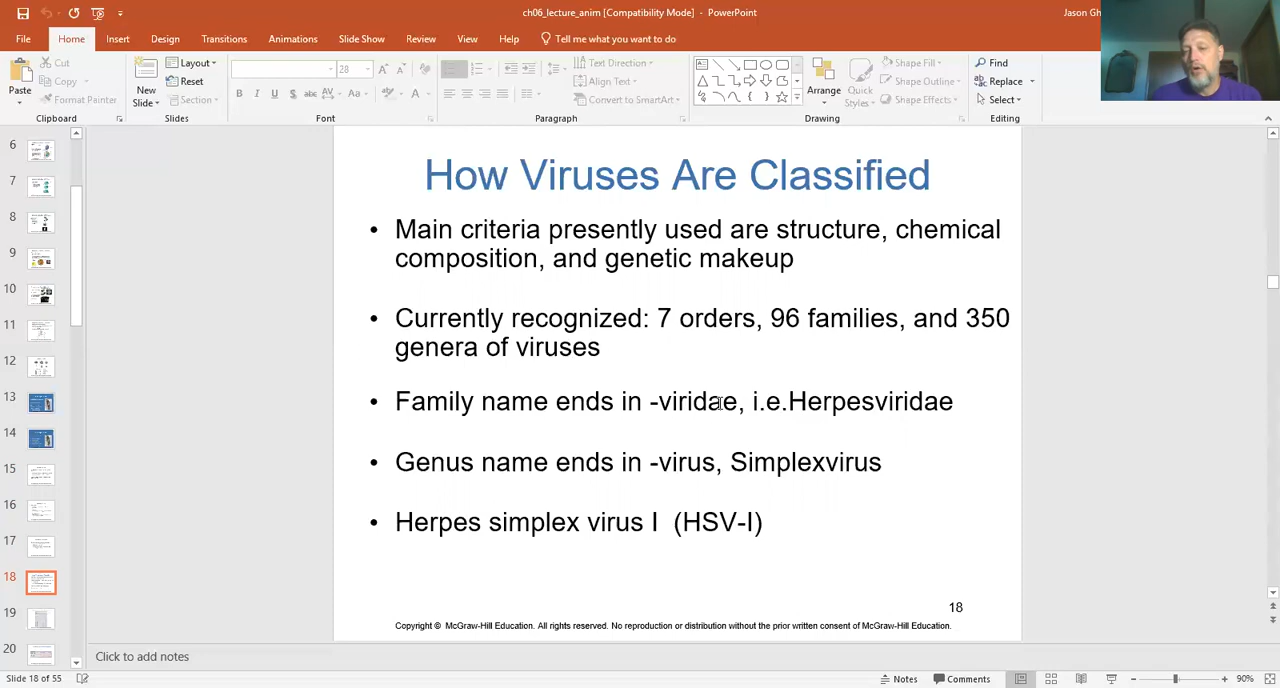 ch06_lecture_anim [Compatibility Mode] - PowerPoint
Jason Gh
File Home Insert Design Transitions Animations Slide Show Review View Help Tell me what you want to do
Paste
Cut
Copy
Format Painter
Clipboard
New Slide
Layout
Reset
Section
Slides
28
B I U S abc AV Aa A
Font
Text Direction
Align Text
Convert to SmartArt
Paragraph
Arrange
Quick Styles
Shape Fill
Shape Outline
Shape Effects
Drawing
Find
Replace
Select
Editing
6
7
8
9
10
11
12
13
14
15
16
17
18
19
20
How Viruses Are Classified
• Main criteria presently used are structure, chemical
composition, and genetic makeup
• Currently recognized: 7 orders, 96 families, and 350
genera of viruses
• Family name ends in -viridae, i.e.Herpesviridae
• Genus name ends in -virus, Simplexvirus
• Herpes simplex virus I (HSV-I)
18
Copyright © McGraw-Hill Education. All rights reserved. No reproduction or distribution without the prior written consent of McGraw-Hill Education.
Click to add notes
Slide 18 of 55
Notes
Comments
90%